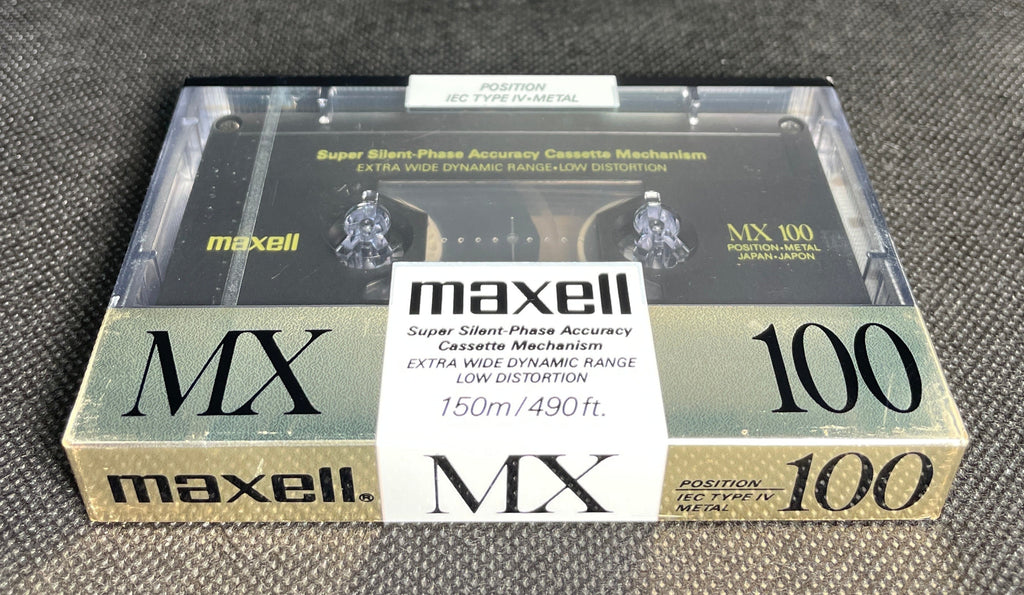 POSITION
IEC TYPE IV•METAL
Super Silent-Phase Accuracy Cassette Mechanism
EXTRA WIDE DYNAMIC RANGE•LOW DISTORTION
maxell
MX 100
POSITION•METAL
JAPAN•JAPON
maxell
Super Silent-Phase Accuracy
Cassette Mechanism
EXTRA WIDE DYNAMIC RANGE
LOW DISTORTION
150m/490ft.
MX
100
maxell®
MX
POSITION
IEC TYPE IV
METAL
100